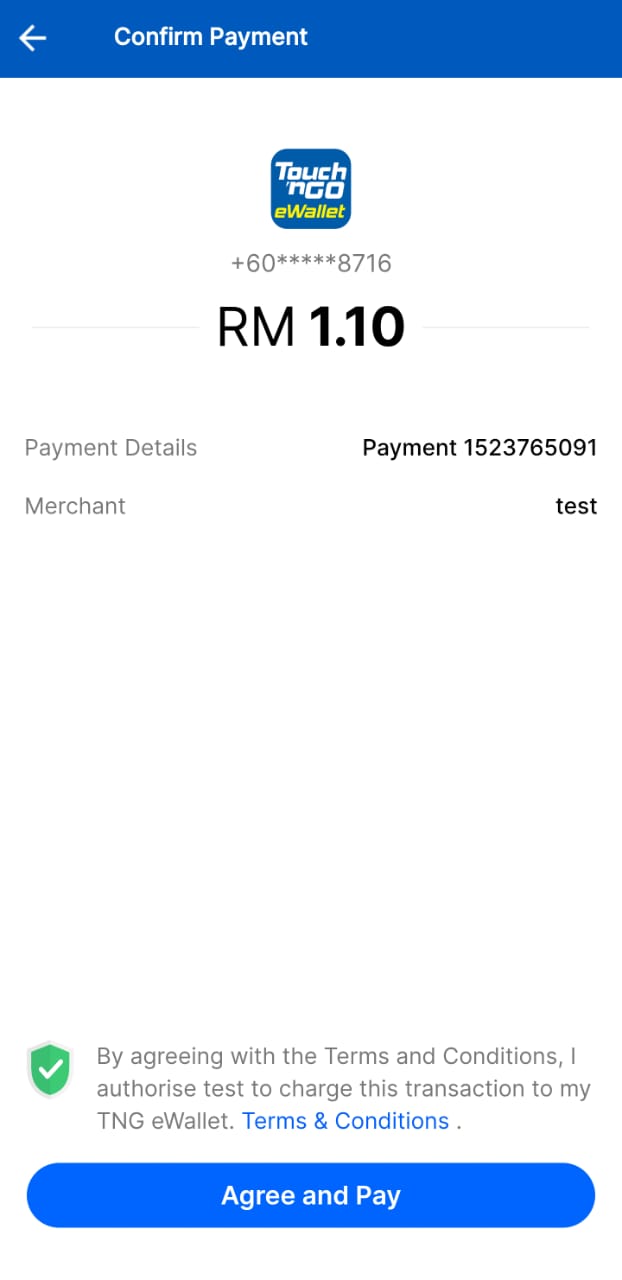 Confirm Payment
Touch
'nGO
eWallet
+60*****8716
RM 1.10
Payment Details Payment 1523765091
Merchant test
By agreeing with the Terms and Conditions, I
authorise test to charge this transaction to my
TNG eWallet. Terms & Conditions .
Agree and Pay